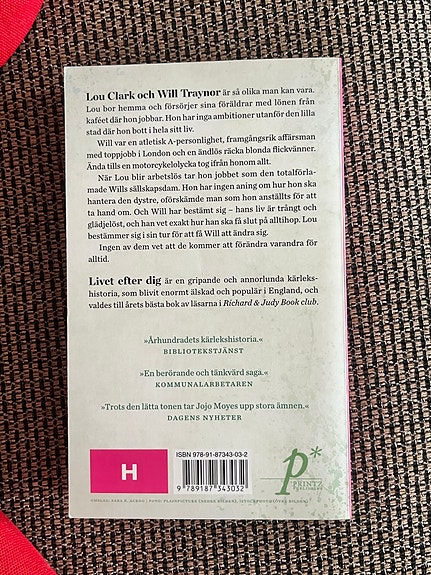 Lou Clark och Will Traynor är så olika man kan vara.
Lou bor hemma och försörjer sina föräldrar med lönen från
kaféet där hon jobbar. Hon har inga ambitioner utanför den lilla
stad där hon bott i hela sitt liv.
Will var en atletisk A-personlighet, framgångsrik affärsman
med toppjobb i London och en ändlös räcka blonda flickvänner.
Ända tills en motorcykelolycka tog ifrån honom allt.
När Lou blir arbetslös tar hon jobbet som den totalförla-
made Wills sällskapsdam. Hon har ingen aning om hur hon ska
hantera den dystre, oförskämde man som hon anställts för att
ta hand om. Och Will har bestämt sig – hans liv är trångt och
glädjelöst, och han vet exakt hur han ska få slut på alltihop. Lou
bestämmer sig i sin tur för att få Will att ändra sig.
Ingen av dem vet att de kommer att förändra varandra för
alltid.
Livet efter dig är en gripande och annorlunda kärleks-
historia, som blivit enormt älskad och populär i England, och
valdes till årets bästa bok av läsarna i Richard & Judy Book club.
»Århundradets kärlekshistoria.«
BIBLIOTEKSTJÄNST
»En berörande och tänkvärd saga.«
KOMMUNALARBETAREN
»Trots den lätta tonen tar Jojo Moyes upp stora ämnen.«
DAGENS NYHETER
ISBN 978-91-87343-03-2
H
9 789187 343032
p*
PRINTZ
PUBLISHING